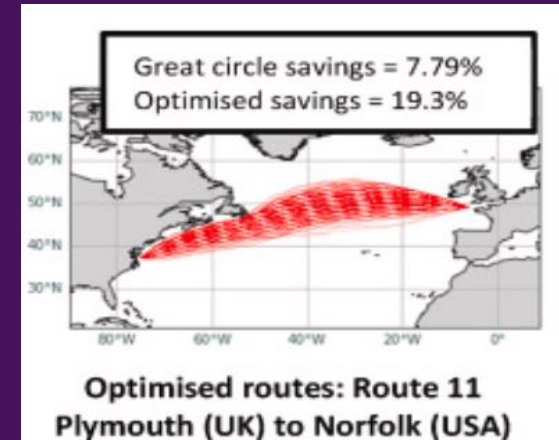 Great circle savings = 7.79%
Optimised savings = 19.3%
70°N
60°N
50°N
40°N
30°N
80°W
60°W
40°W
20°W
0°
Optimised routes: Route 11
Plymouth (UK) to Norfolk (USA)